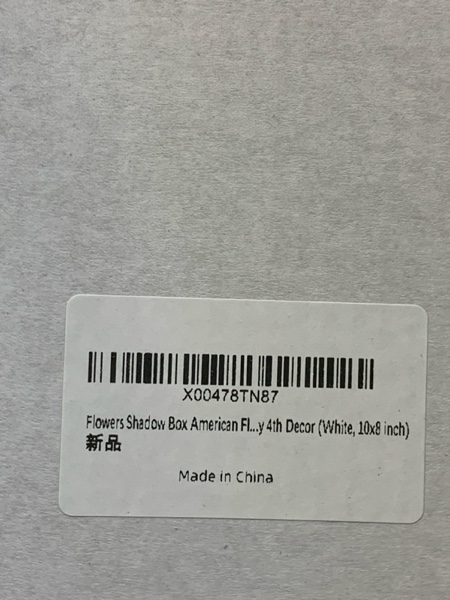 X00478TN87
Flowers Shadow Box American Fl...y 4th Decor (White, 10x8 inch)
新品
Made in China